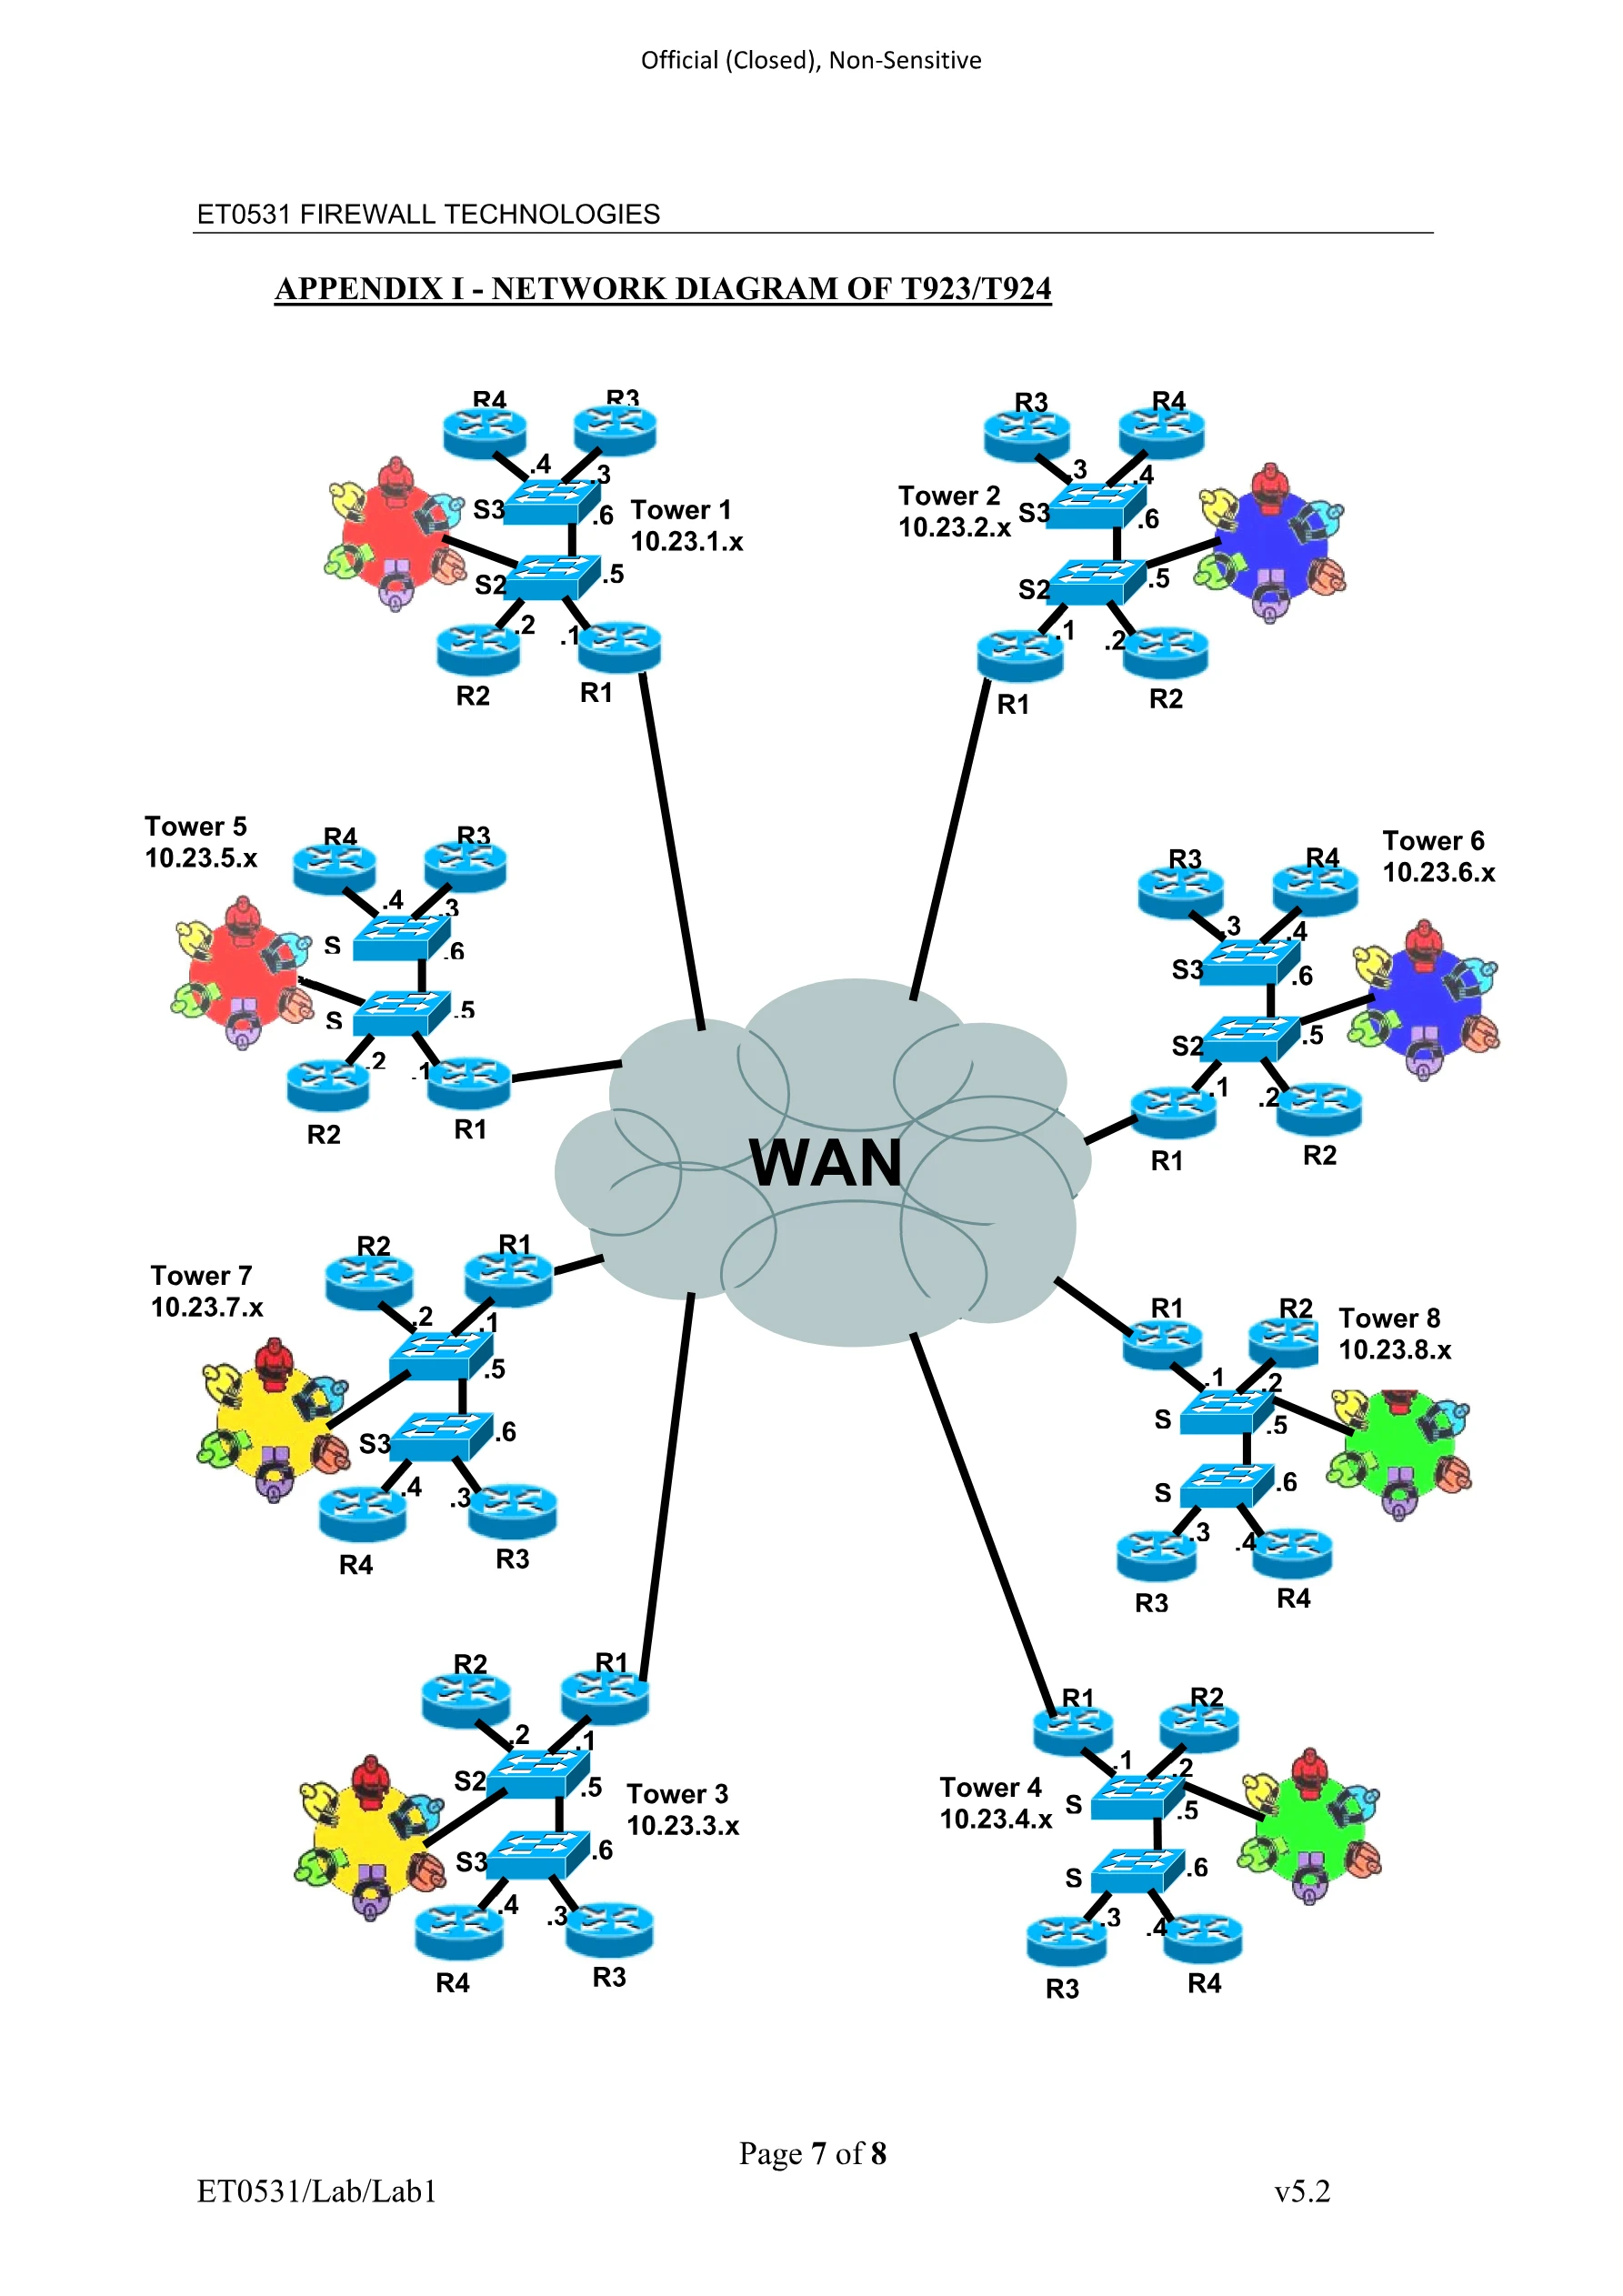 Official (Closed), Non-Sensitive
ET0531 FIREWALL TECHNOLOGIES
APPENDIX I - NETWORK DIAGRAM OF T923/T924
R4 R3
.4 .3
S3 .6
Tower 1
10.23.1.x
S2 .5
.2 .1
R2 R1
R3 R4
.3 .4
Tower 2
10.23.2.x
S3 .6
S2 .5
.1 .2
R1 R2
Tower 5
10.23.5.x
R4 R3
.4 .3
S .6
S .5
.2 .1
R2 R1
Tower 6
10.23.6.x
R3 R4
.3 .4
S3 .6
S2 .5
.1 .2
R1 R2
WAN
Tower 7
10.23.7.x
R2 R1
.2 .1
.5
S3 .6
.4 .3
R4 R3
R1 R2
Tower 8
10.23.8.x
.1 .2
S .5
S .6
.3 .4
R3 R4
R2 R1
.2 .1
S2 .5
Tower 3
10.23.3.x
S3 .6
.4 .3
R4 R3
R1 R2
.1 .2
Tower 4
10.23.4.x
S .5
S .6
.3 .4
R3 R4
Page 7 of 8
ET0531/Lab/Lab1 v5.2